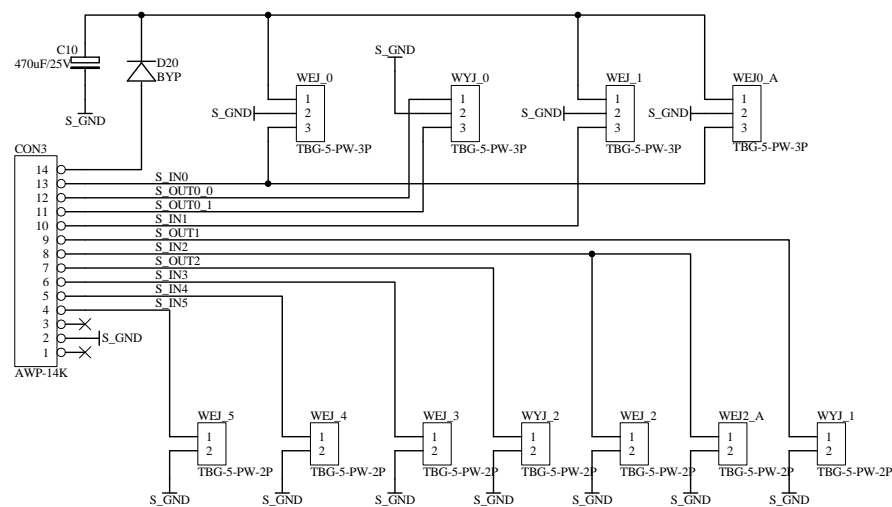 C10
470uF/25V
S_GND
D20
BYP
WEJ_0
1
2
3
S_GND
TBG-5-PW-3P
S_GND
WYJ_0
1
2
3
TBG-5-PW-3P
WEJ_1
1
2
3
S_GND
TBG-5-PW-3P
WEJ0_A
1
2
3
S_GND
TBG-5-PW-3P
CON3
14
13 S_IN0
12 S_OUT0_0
11 S_OUT0_1
10 S_IN1
9 S_OUT1
8 S_IN2
7 S_OUT2
6 S_IN3
5 S_IN4
4 S_IN5
3
2 S_GND
1
AWP-14K
WEJ_5
1
2
TBG-5-PW-2P
S_GND
WEJ_4
1
2
TBG-5-PW-2P
S_GND
WEJ_3
1
2
TBG-5-PW-2P
S_GND
WYJ_2
1
2
TBG-5-PW-2P
S_GND
WEJ_2
1
2
TBG-5-PW-2P
S_GND
WEJ2_A
1
2
TBG-5-PW-2P
S_GND
WYJ_1
1
2
TBG-5-PW-2P
S_GND